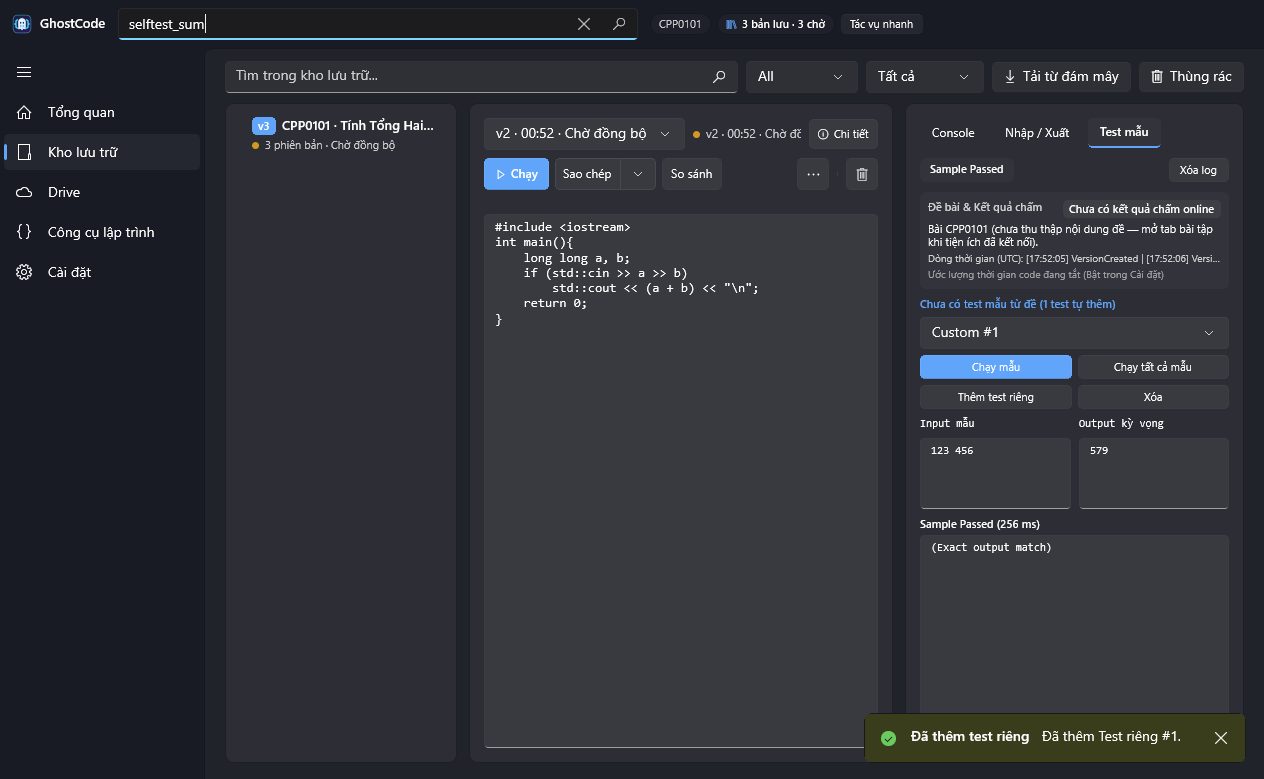 GhostCode
selftest_sum
CPP0101
3 bản lưu · 3 chờ
Tác vụ nhanh
Tổng quan
Kho lưu trữ
Drive
Công cụ lập trình
Cài đặt
Tìm trong kho lưu trữ...
All
Tất cả
Tải từ đám mây
Thùng rác
v3 CPP0101 · Tính Tổng Hai...
3 phiên bản · Chờ đồng bộ
v2 · 00:52 · Chờ đồng bộ
v2 · 00:52 · Chờ
Chi tiết
Chạy
Sao chép
So sánh
#include <iostream>
int main(){
    long long a, b;
    if (std::cin >> a >> b)
        std::cout << (a + b) << "\n";
    return 0;
}
Console
Nhập / Xuất
Test mẫu
Sample Passed
Xóa log
Đề bài & Kết quả chấm
Chưa có kết quả chấm online
Bài CPP0101 (chưa thu thập nội dung đề — mở tab bài tập
khi tiện ích đã kết nối).
Dòng thời gian (UTC): [17:52:05] VersionCreated | [17:52:06] Versi...
Ước lượng thời gian code đang tắt (Bật trong Cài đặt)
Chưa có test mẫu từ đề (1 test tự thêm)
Custom #1
Chạy mẫu
Chạy tất cả mẫu
Thêm test riêng
Xóa
Input mẫu
Output kỳ vọng
123 456
579
Sample Passed (256 ms)
(Exact output match)
Đã thêm test riêng Đã thêm Test riêng #1.